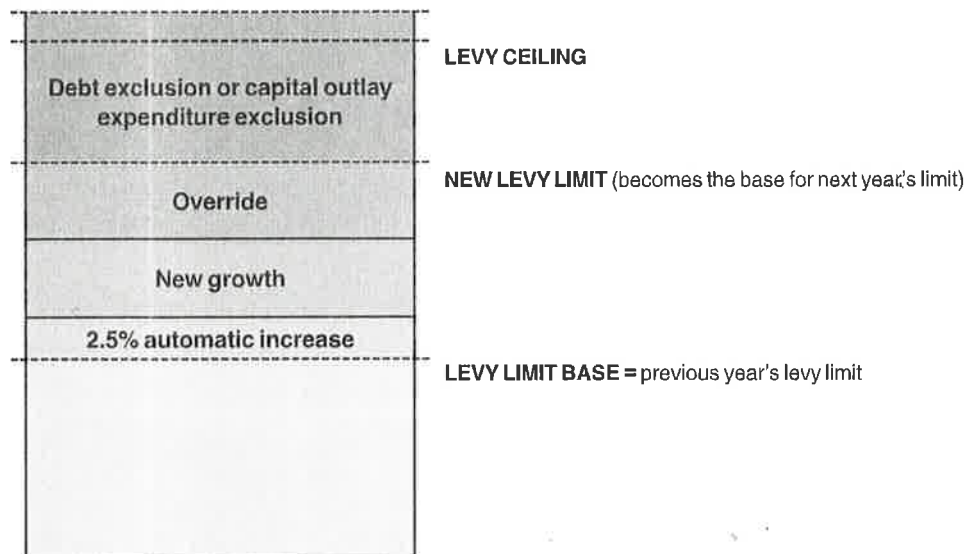 LEVY CEILING
Debt exclusion or capital outlay
expenditure exclusion
NEW LEVY LIMIT (becomes the base for next year's limit)
Override
New growth
2.5% automatic increase
LEVY LIMIT BASE = previous year's levy limit